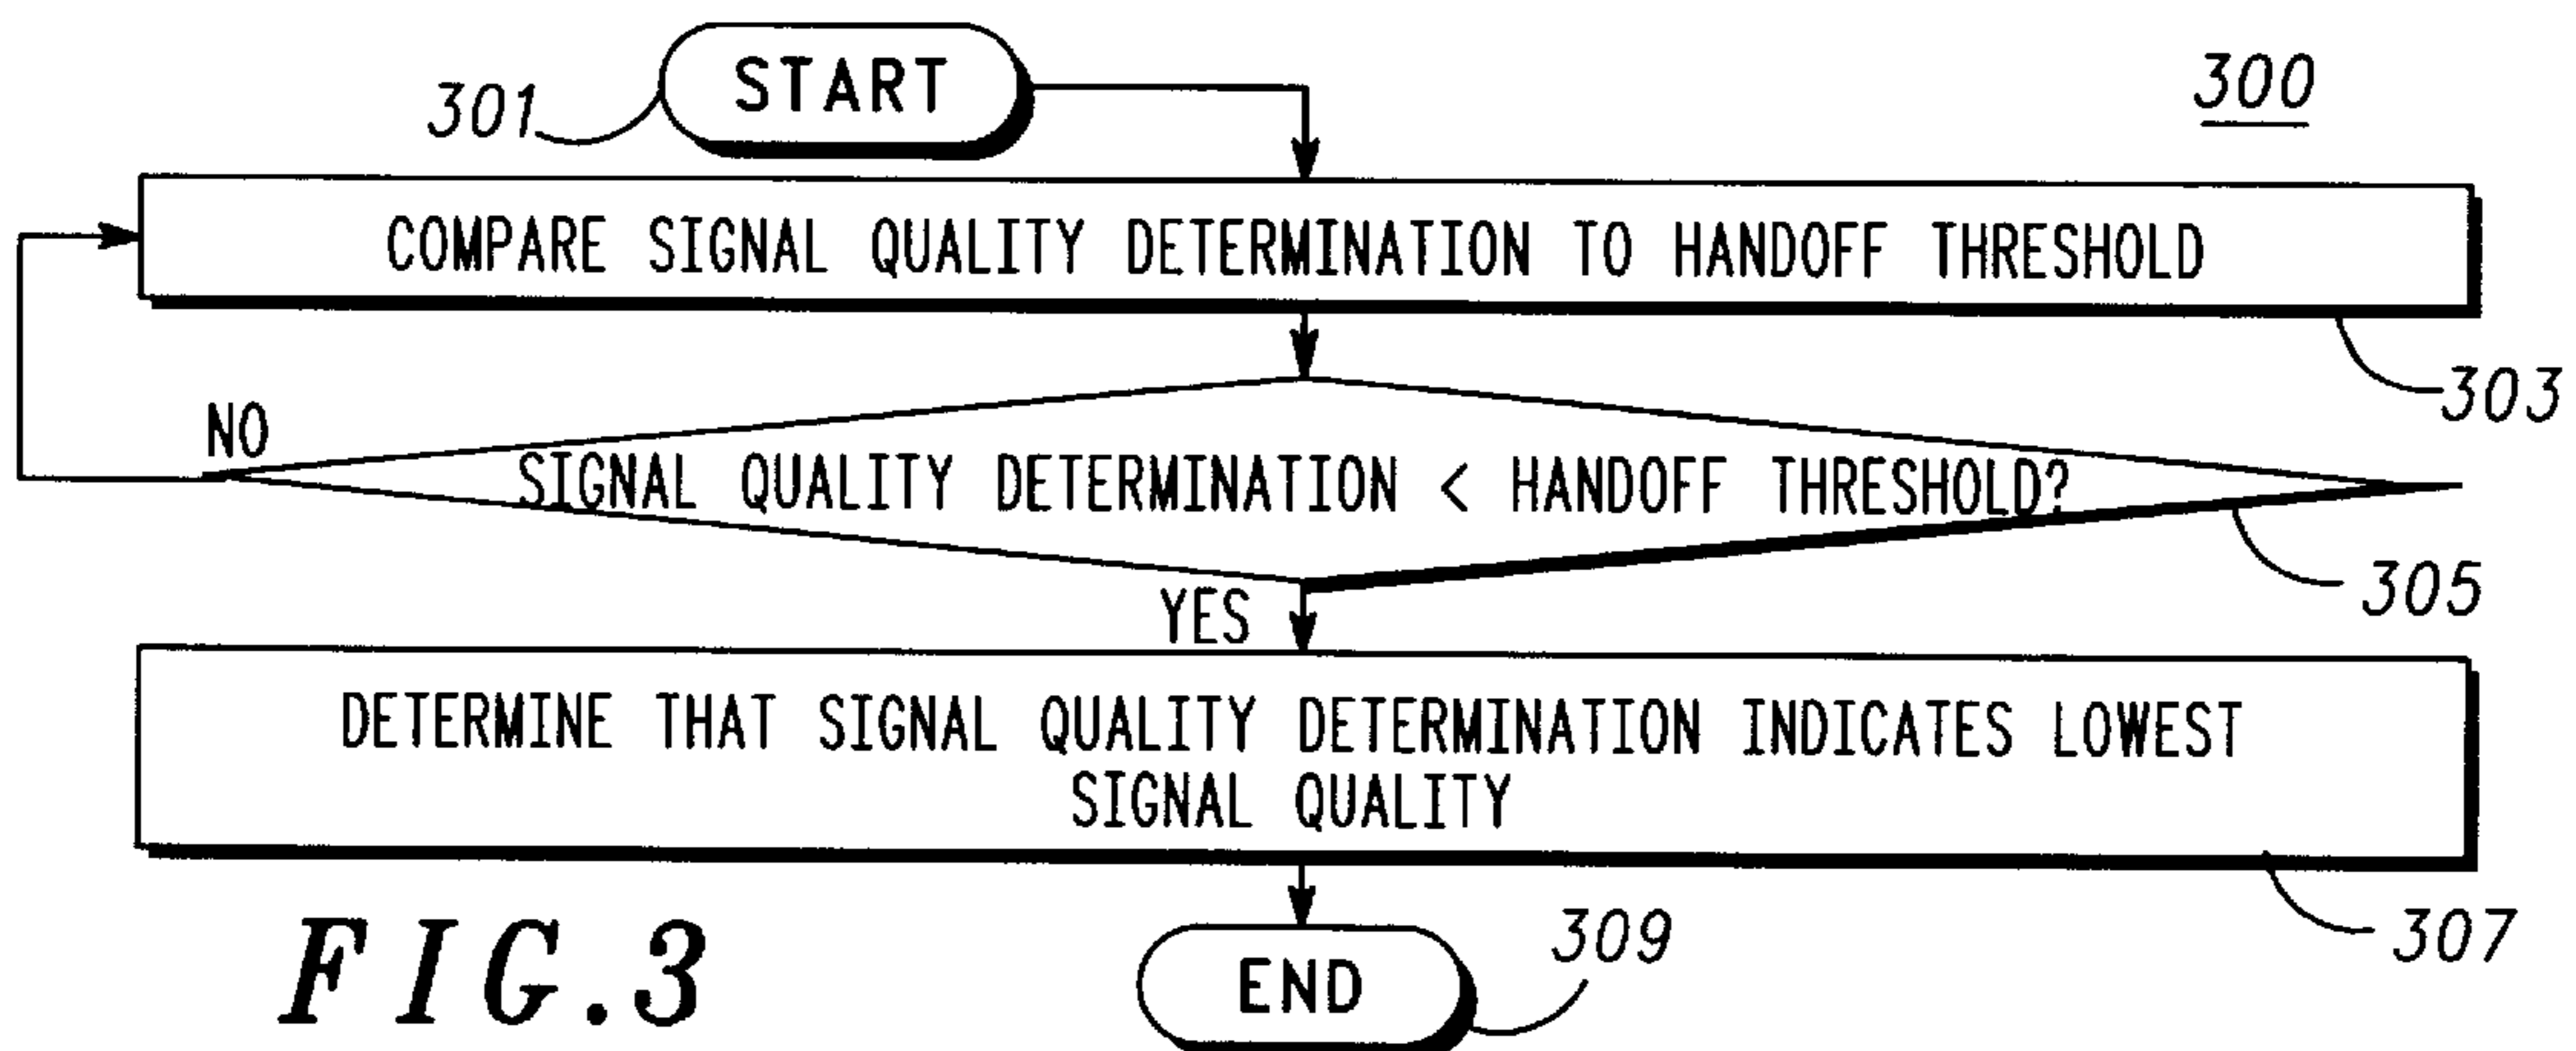 START
301
300
COMPARE SIGNAL QUALITY DETERMINATION TO HANDOFF THRESHOLD
303
NO
SIGNAL QUALITY DETERMINATION < HANDOFF THRESHOLD?
305
YES
DETERMINE THAT SIGNAL QUALITY DETERMINATION INDICATES LOWEST
SIGNAL QUALITY
307
END
309
FIG.3